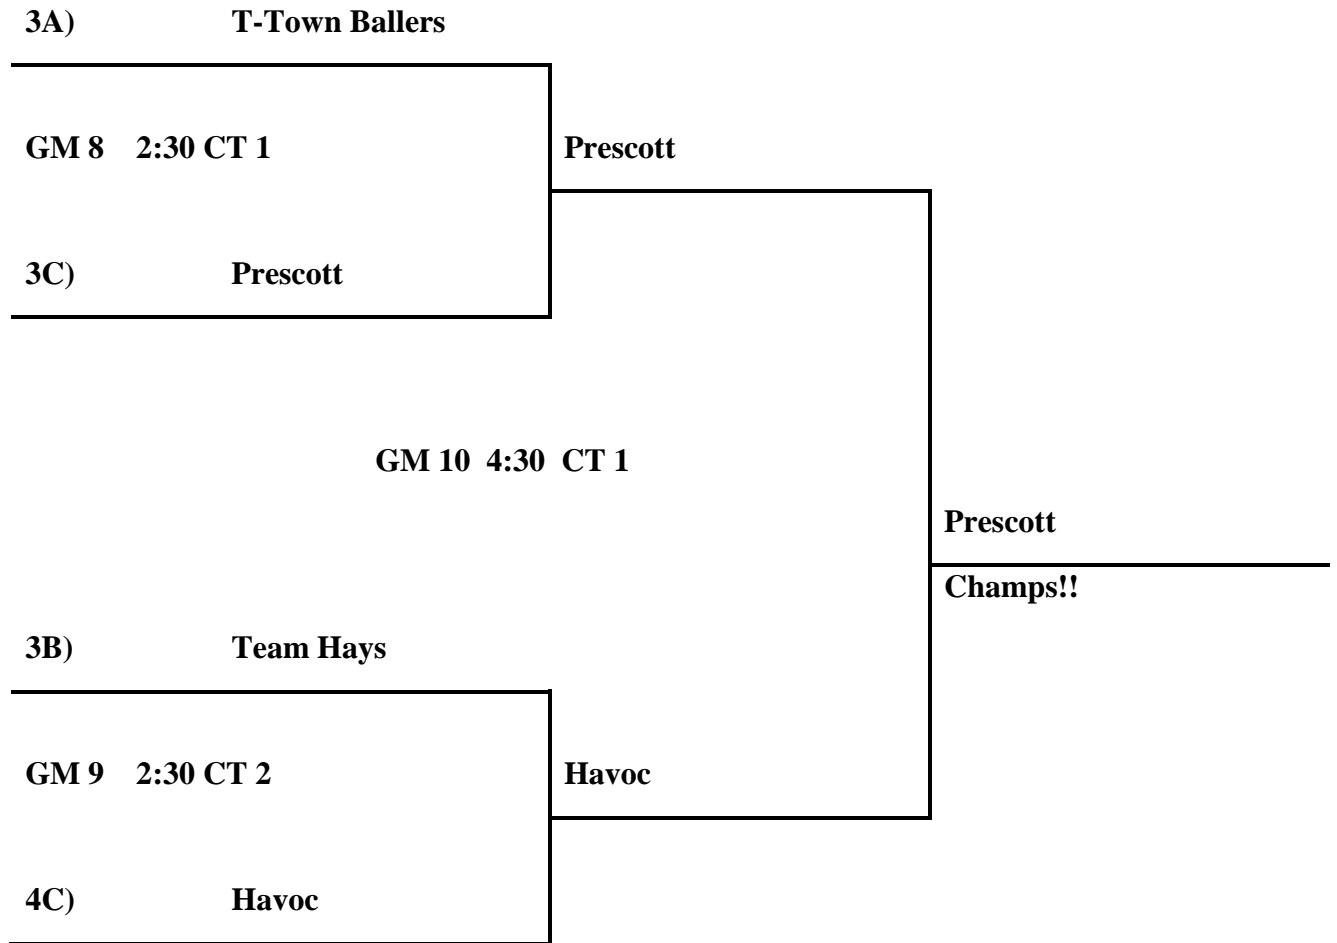 3A) T-Town Ballers
GM 8 2:30 CT 1
Prescott
3C) Prescott
GM 10 4:30 CT 1
Prescott
Champs!!
3B) Team Hays
GM 9 2:30 CT 2
Havoc
4C) Havoc